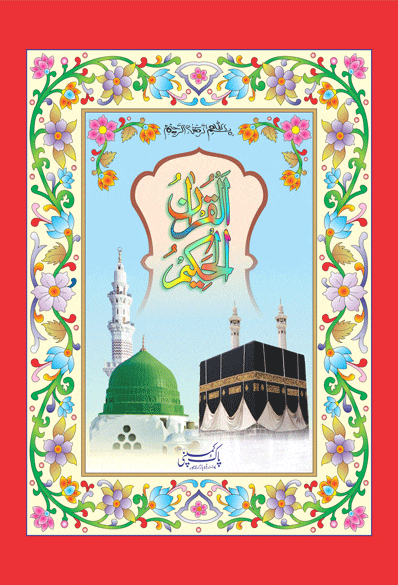 بسم اللہ الرحمن الرحیم
القرآن
الحکیم
پاک کمپنی